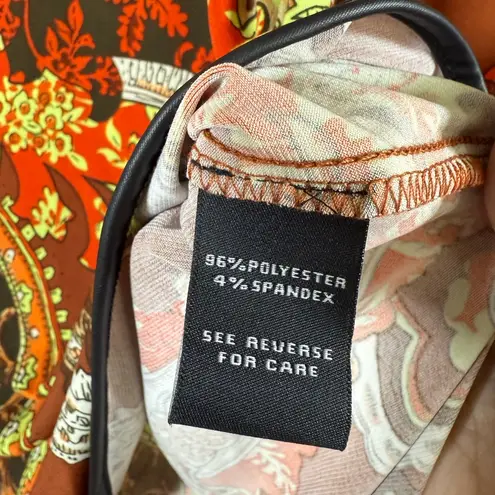 96% POLYESTER
4% SPANDEX
SEE REVERSE
FOR CARE